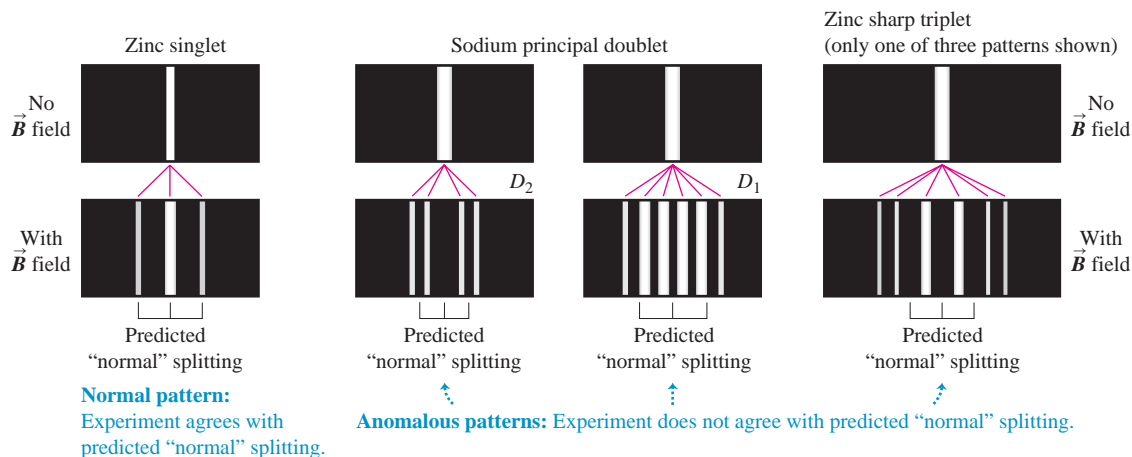 Zinc singlet
Sodium principal doublet
Zinc sharp triplet
(only one of three patterns shown)
No
B⃗ field
No
B⃗ field
D₂
D₁
With
B⃗ field
With
B⃗ field
Predicted
“normal” splitting
Predicted
“normal” splitting
Predicted
“normal” splitting
Predicted
“normal” splitting
Normal pattern:
Experiment agrees with
predicted “normal” splitting.
Anomalous patterns: Experiment does not agree with predicted “normal” splitting.